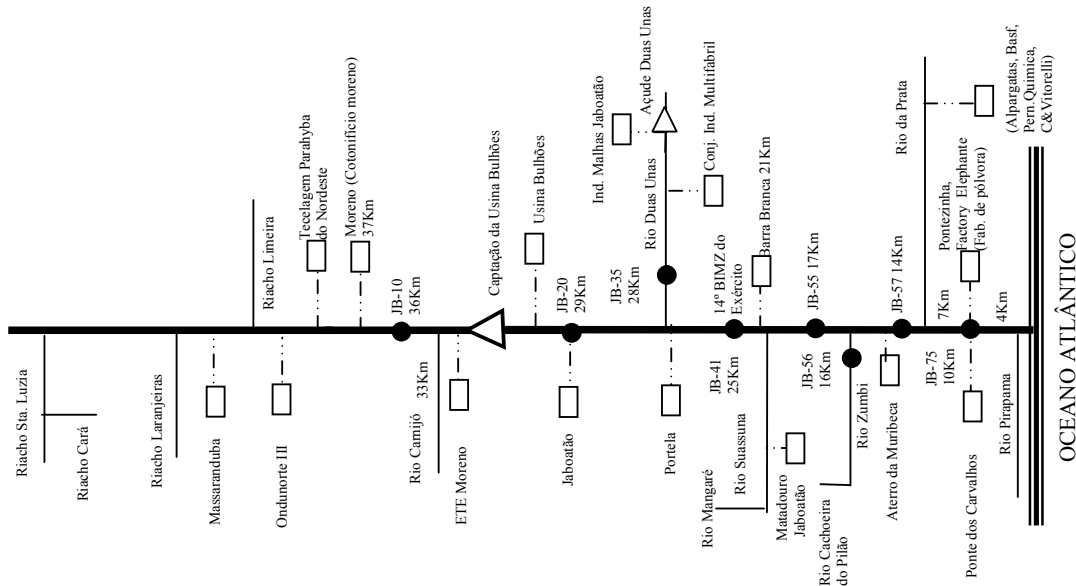 Riacho Sta. Luzia
Riacho Cará
Riacho Laranjeiras
Massaranduba
Riacho Limeira
Ondunorte III
Tecelagem Parahyba
do Nordeste
Moreno (Cotonifício moreno)
37Km
JB-10
36Km
Rio Camijó
33Km
ETE Moreno
Captação da Usina Bulhões
Usina Bulhões
Jaboatão
JB-20
29Km
Ind. Malhas Jaboatão
JB-35
28Km
Rio Duas Unas
Açude Duas Unas
Portela
Conj. Ind. Multifabril
JB-41
25Km
14º BIMZ do
Exército
Rio Mangaré
Rio Suassuna
Barra Branca 21Km
Matadouro
Jaboatão
JB-55 17Km
JB-56
16Km
Rio Cachoeira
do Pilão
Rio Zumbi
Aterro da Muribeca
JB-57 14Km
Rio da Prata
JB-75
10Km
7Km
Pontezinha,
Factory Elephante
(Fab. de pólvora)
Ponte dos Carvalhos
(Alpargatas, Basf,
Pern.Quimica,
C&Vitorelli)
4Km
Rio Pirapama
OCEANO ATLÂNTICO